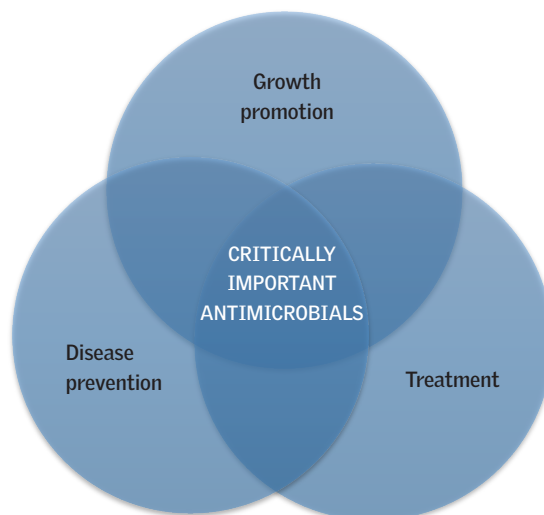 Growth
promotion
CRITICALLY
IMPORTANT
ANTIMICROBIALS
Disease
prevention
Treatment